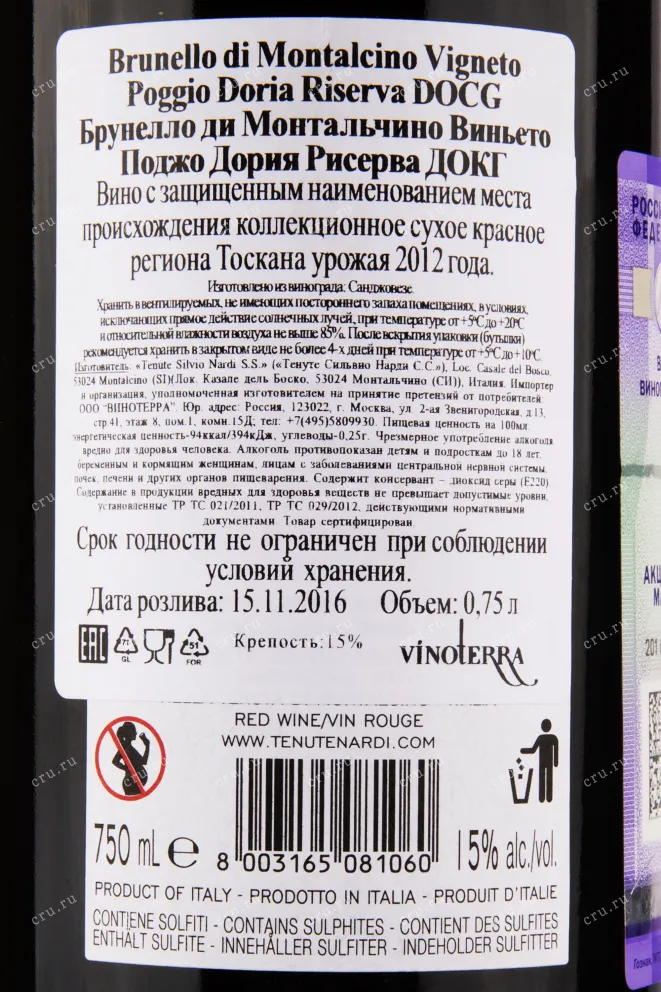 Brunello di Montalcino Vigneto
Poggio Doria Riserva DOCG
Брунелло ди Монтальчино Виньето
Поджо Дория Рисерва ДОКГ
Вино с защищенным наименованием места
происхождения коллекционное сухое красное
региона Тоскана урожая 2012 года.
Изготовлено из винограда: Санджовезе.
Хранить в вентилируемых, не имеющих постороннего запаха помещениях, в условиях,
исключающих прямое действие солнечных лучей, при температуре от +5°С до +20°С
и относительной влажности воздуха не выше 85%. После вскрытия упаковки (бутылки)
рекомендуется хранить в закрытом виде не более 4-х дней при температуре от +5°С до +10°С.
Изготовитель: «Tenute Silvio Nardi S.S.» («Тенуте Сильвио Нарди С.С.»), Loc. Casale del Bosco,
53024 Montalcino (SI)(Лок. Казале дель Боско, 53024 Монтальчино (СИ)), Италия. Импортер
и организация, уполномоченная изготовителем на принятие претензий от потребителей:
ООО "ВИНОТЕРРА". Юр. адрес: Россия, 123022, г. Москва, ул. 2-ая Звенигородская, д.13,
стр.41, этаж 8, пом.1, комн.15Д; тел: +7(495)5809930. Пищевая ценность на 100мл:
энергетическая ценность-94ккал/394кДж, углеводы-0,25г. Чрезмерное употребление алкоголя
вредно для здоровья человека. Алкоголь противопоказан детям и подросткам до 18 лет,
беременным и кормящим женщинам, лицам с заболеваниями центральной нервной системы,
почек, печени и других органов пищеварения. Содержит консервант – диоксид серы (Е220).
Содержание в продукции вредных для здоровья веществ не превышает допустимые уровни,
установленные ТР ТС 021/2011, ТР ТС 029/2012, действующими нормативными
документами. Товар сертифицирован.
Срок годности не ограничен при соблюдении
условий хранения.
Дата розлива: 15.11.2016 Объем: 0,75 л
EAC 71 GL 51 FOR Крепость:15% vinoterra
RED WINE/VIN ROUGE
WWW.TENUTENARDI.COM
750 mL e 8 003165 081060 15% alc./vol.
PRODUCT OF ITALY - PRODOTTO IN ITALIA - PRODUIT D'ITALIE
CONTIENE SOLFITI - CONTAINS SULPHITES - CONTIENT DES SULFITES
ENTHÄLT SULFITE - INNEHÅLLER SULFITER - INDEHOLDER SULFITTER
cru.ru